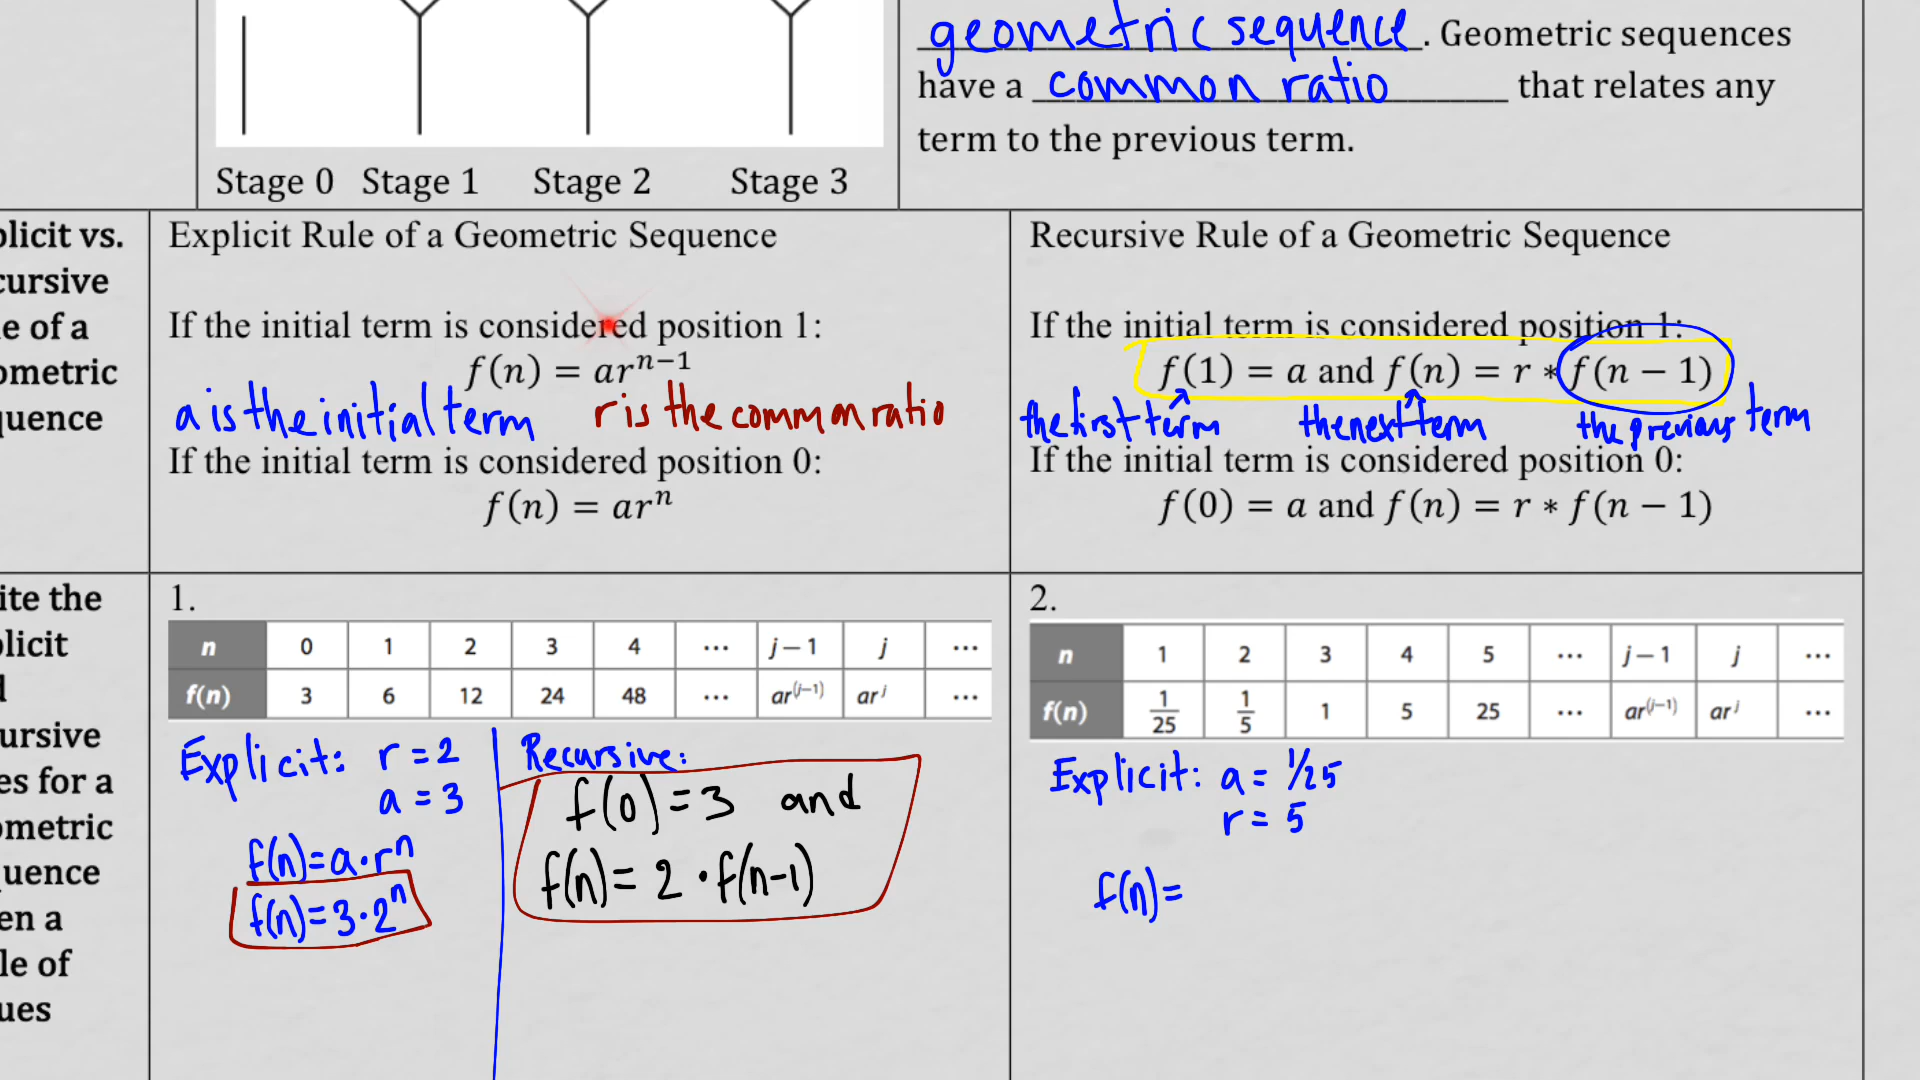 geometric sequence. Geometric sequences
have a common ratio that relates any
term to the previous term.
Stage 0 Stage 1 Stage 2 Stage 3
plicit vs.
cursive
e of a
ometric
quence
Explicit Rule of a Geometric Sequence
If the initial term is considered position 1:
f(n) = ar^{n−1}
a is the initial term r is the common ratio
If the initial term is considered position 0:
f(n) = ar^n
Recursive Rule of a Geometric Sequence
If the initial term is considered position 1:
f(1) = a and f(n) = r ∗ f(n − 1)
the first term the next term the previous term
If the initial term is considered position 0:
f(0) = a and f(n) = r ∗ f(n − 1)
ite the
plicit
d
ursive
es for a
ometric
uence
en a
le of
ues
1.
n 0 1 2 3 4 ... j−1 j ...
f(n) 3 6 12 24 48 ... ar^{(j−1)} ar^j ...
Explicit: r = 2
a = 3
f(n)=a·r^n
f(n)=3·2^n
Recursive:
f(0)=3 and
f(n)= 2·f(n-1)
2.
n 1 2 3 4 5 ... j−1 j ...
f(n) 1/25 1/5 1 5 25 ... ar^{(j−1)} ar^j ...
Explicit: a = 1/25
r = 5
f(n)=